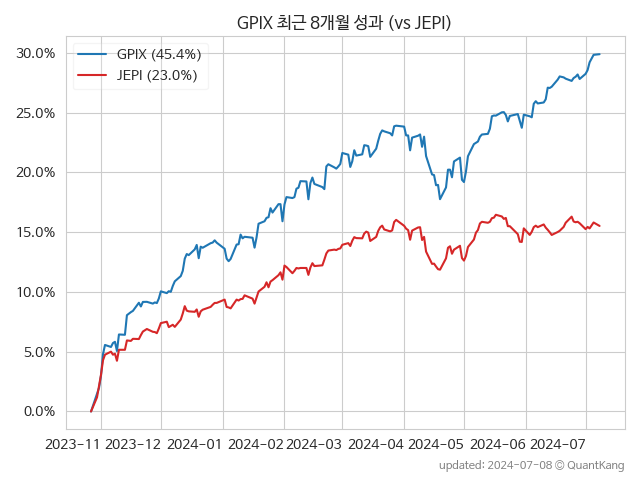 GPIX 최근 8개월 성과 (vs JEPI)
30.0%
25.0%
20.0%
15.0%
10.0%
5.0%
0.0%
GPIX (45.4%)
JEPI (23.0%)
2023-11 2023-12 2024-01 2024-02 2024-03 2024-04 2024-05 2024-06 2024-07
updated: 2024-07-08 © QuantKang